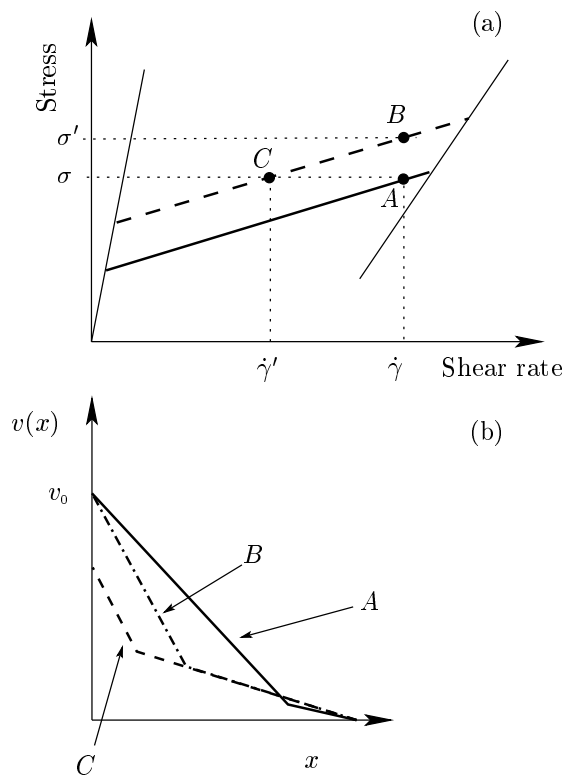 (a)
Stress
σ'
σ
B
C
A
γ̇'
γ̇
Shear rate
v(x)
(b)
v₀
B
A
C
x